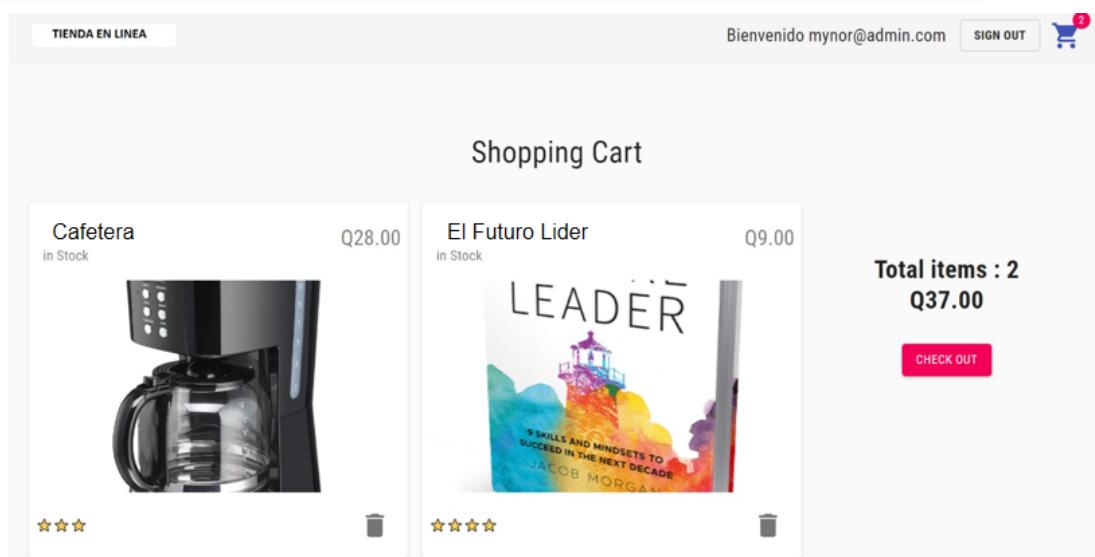 TIENDA EN LINEA
Bienvenido mynor@admin.com
SIGN OUT
2
Shopping Cart
Cafetera
Q28.00
in Stock
El Futuro Lider
Q9.00
in Stock
LEADER
9 SKILLS AND MINDSETS TO
SUCCEED IN THE NEXT DECADE
JACOB MORGAN
Total items : 2
Q37.00
CHECK OUT